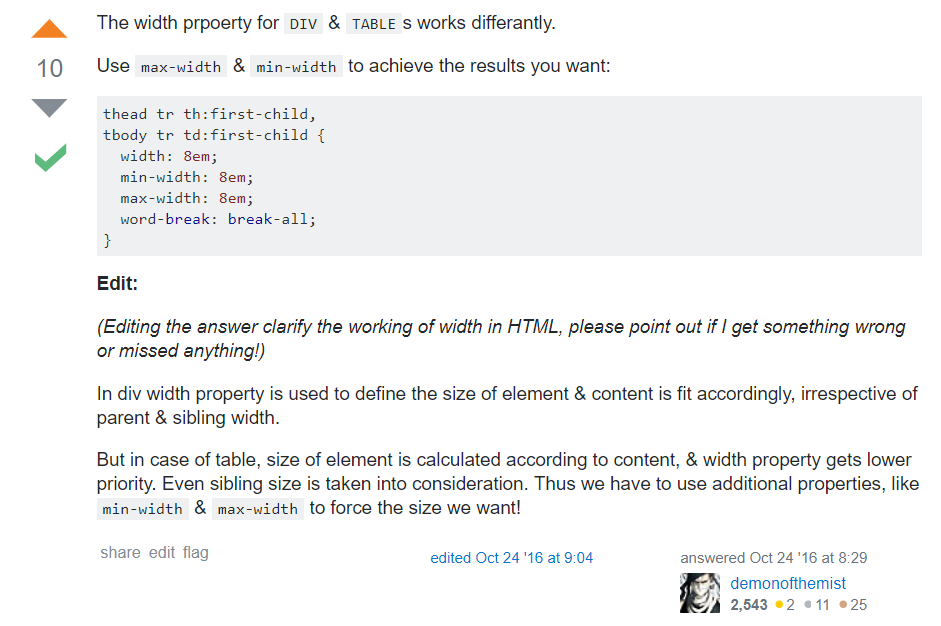 The width prpoerty for DIV & TABLE s works differantly.
10
Use max-width & min-width to achieve the results you want:
thead tr th:first-child,
tbody tr td:first-child {
  width: 8em;
  min-width: 8em;
  max-width: 8em;
  word-break: break-all;
}
Edit:
(Editing the answer clarify the working of width in HTML, please point out if I get something wrong
or missed anything!)
In div width property is used to define the size of element & content is fit accordingly, irrespective of
parent & sibling width.
But in case of table, size of element is calculated according to content, & width property gets lower
priority. Even sibling size is taken into consideration. Thus we have to use additional properties, like
min-width & max-width to force the size we want!
share edit flag
edited Oct 24 '16 at 9:04
answered Oct 24 '16 at 8:29
demonofthemist
2,543 2 11 25